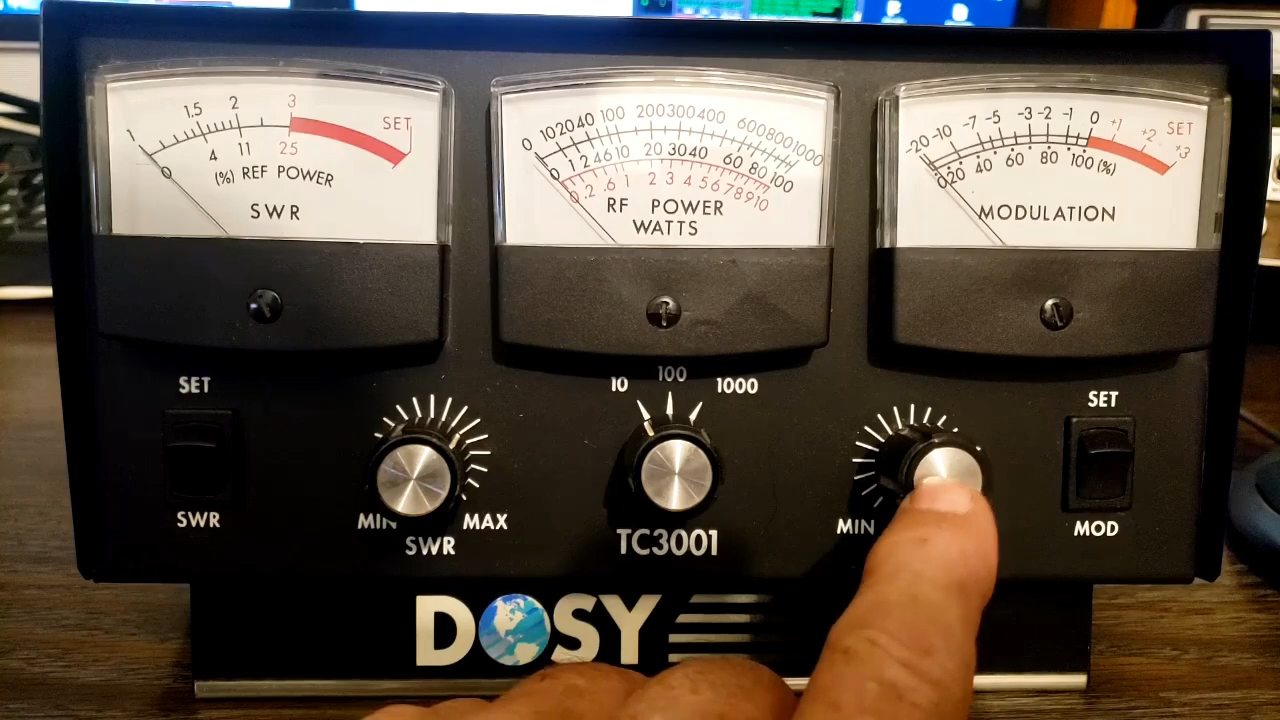 1 1.5 2 3 SET
0 4 11 25
(%) REF POWER
SWR
0 10 20 40 100 200 300 400 600 800 1000
0 1 2 4 6 10 20 30 40 60 80 100
0 .2 .6 1 2 3 4 5 6 7 8 9 10
RF POWER
WATTS
-20 -10 -7 -5 -3 -2 -1 0 +1 +2 +3 SET
0 20 40 60 80 100 (%)
MODULATION
SET
SWR
MIN MAX
SWR
10 100 1000
TC3001
MIN
SET
MOD
DOSY